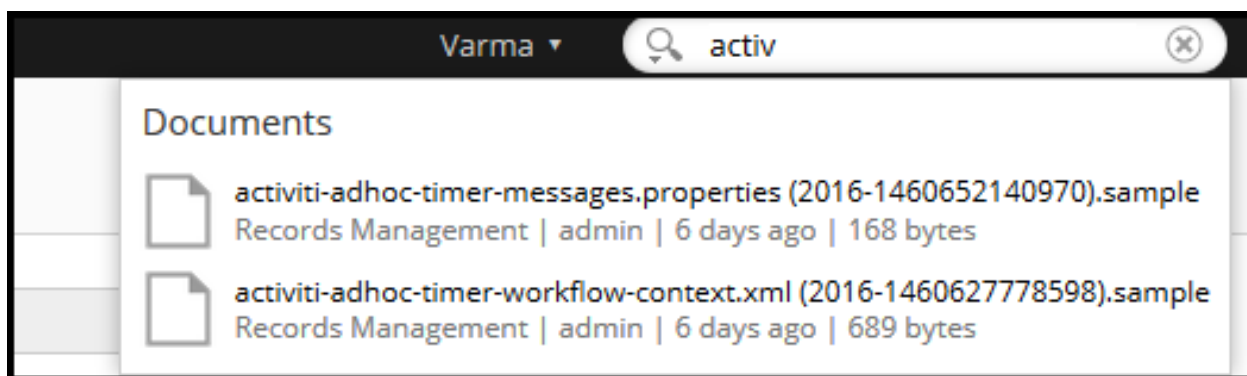 Varma
activ
Documents
activiti-adhoc-timer-messages.properties (2016-1460652140970).sample
Records Management | admin | 6 days ago | 168 bytes
activiti-adhoc-timer-workflow-context.xml (2016-1460627778598).sample
Records Management | admin | 6 days ago | 689 bytes